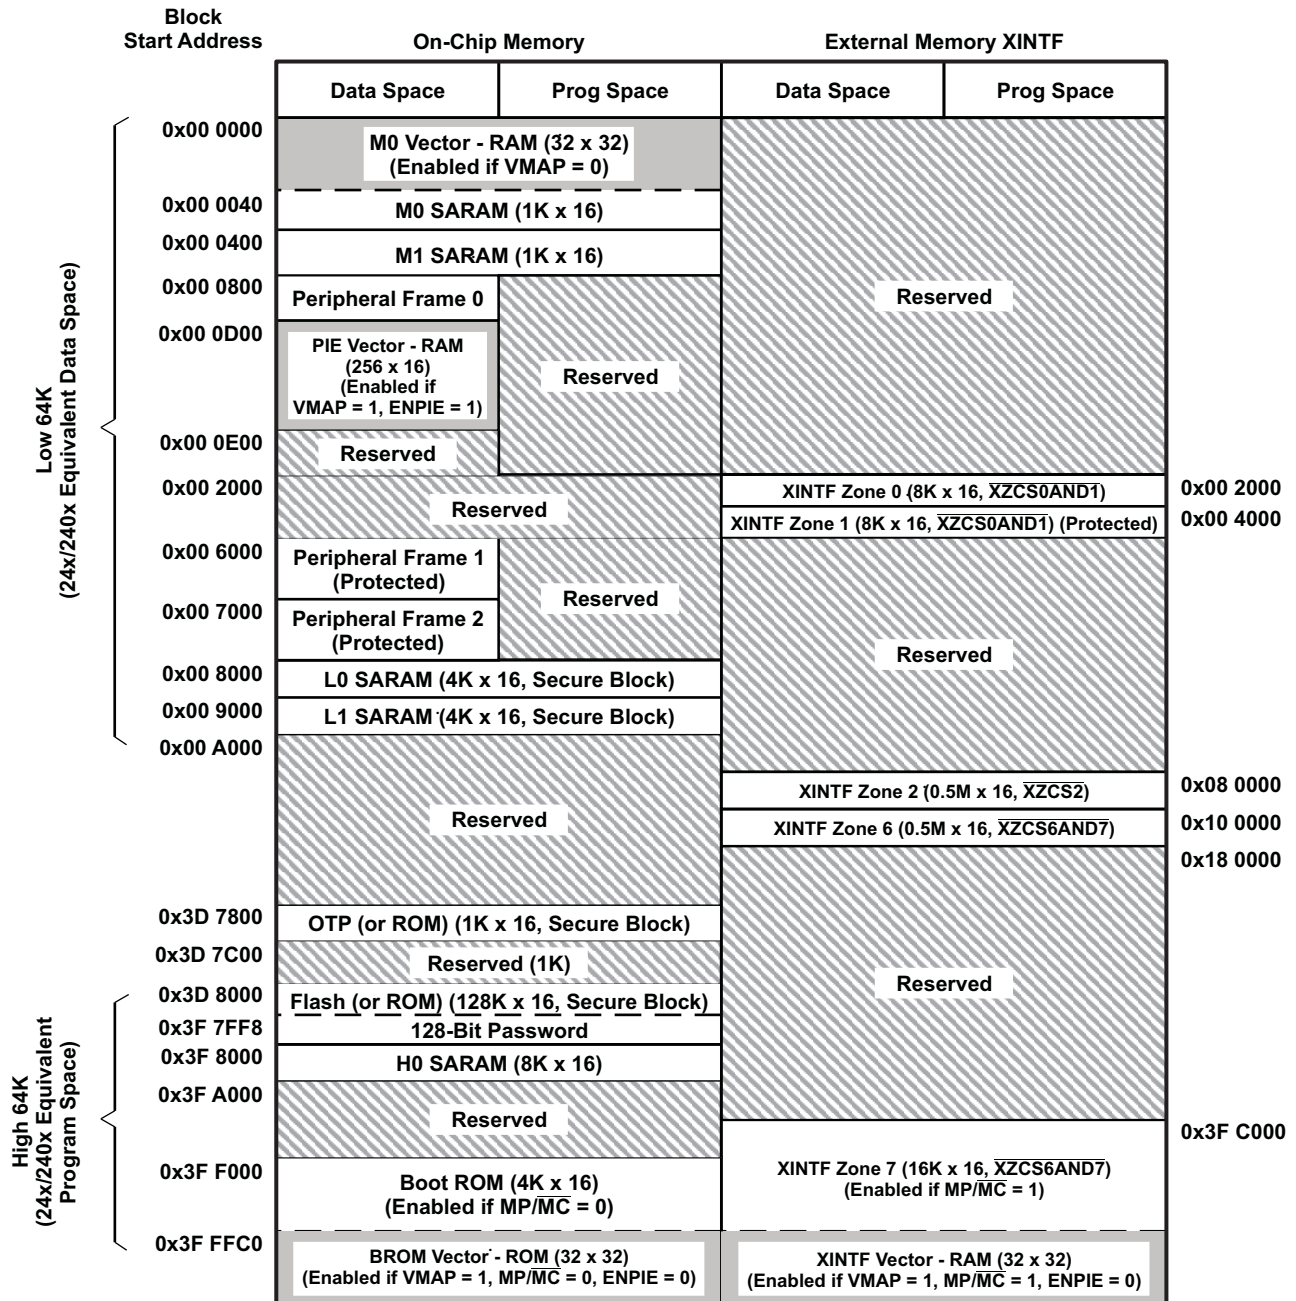 Block
Start Address
On-Chip Memory
External Memory XINTF
Data Space
Prog Space
Data Space
Prog Space
Low 64K
(24x/240x Equivalent Data Space)
0x00 0000
M0 Vector - RAM (32 x 32)
(Enabled if VMAP = 0)
0x00 0040
M0 SARAM (1K x 16)
0x00 0400
M1 SARAM (1K x 16)
0x00 0800
Peripheral Frame 0
Reserved
0x00 0D00
PIE Vector - RAM
(256 x 16)
(Enabled if
VMAP = 1, ENPIE = 1)
Reserved
0x00 0E00
Reserved
0x00 2000
Reserved
XINTF Zone 0 (8K x 16, XZCS0AND1)
0x00 2000
XINTF Zone 1 (8K x 16, XZCS0AND1) (Protected)
0x00 4000
0x00 6000
Peripheral Frame 1
(Protected)
Reserved
0x00 7000
Peripheral Frame 2
(Protected)
Reserved
0x00 8000
L0 SARAM (4K x 16, Secure Block)
0x00 9000
L1 SARAM (4K x 16, Secure Block)
0x00 A000
Reserved
XINTF Zone 2 (0.5M x 16, XZCS2)
0x08 0000
XINTF Zone 6 (0.5M x 16, XZCS6AND7)
0x10 0000
0x18 0000
0x3D 7800
OTP (or ROM) (1K x 16, Secure Block)
0x3D 7C00
Reserved (1K)
Reserved
High 64K
(24x/240x Equivalent
Program Space)
0x3D 8000
Flash (or ROM) (128K x 16, Secure Block)
0x3F 7FF8
128-Bit Password
0x3F 8000
H0 SARAM (8K x 16)
0x3F A000
Reserved
0x3F C000
0x3F F000
Boot ROM (4K x 16)
(Enabled if MP/MC = 0)
XINTF Zone 7 (16K x 16, XZCS6AND7)
(Enabled if MP/MC = 1)
0x3F FFC0
BROM Vector - ROM (32 x 32)
(Enabled if VMAP = 1, MP/MC = 0, ENPIE = 0)
XINTF Vector - RAM (32 x 32)
(Enabled if VMAP = 1, MP/MC = 1, ENPIE = 0)